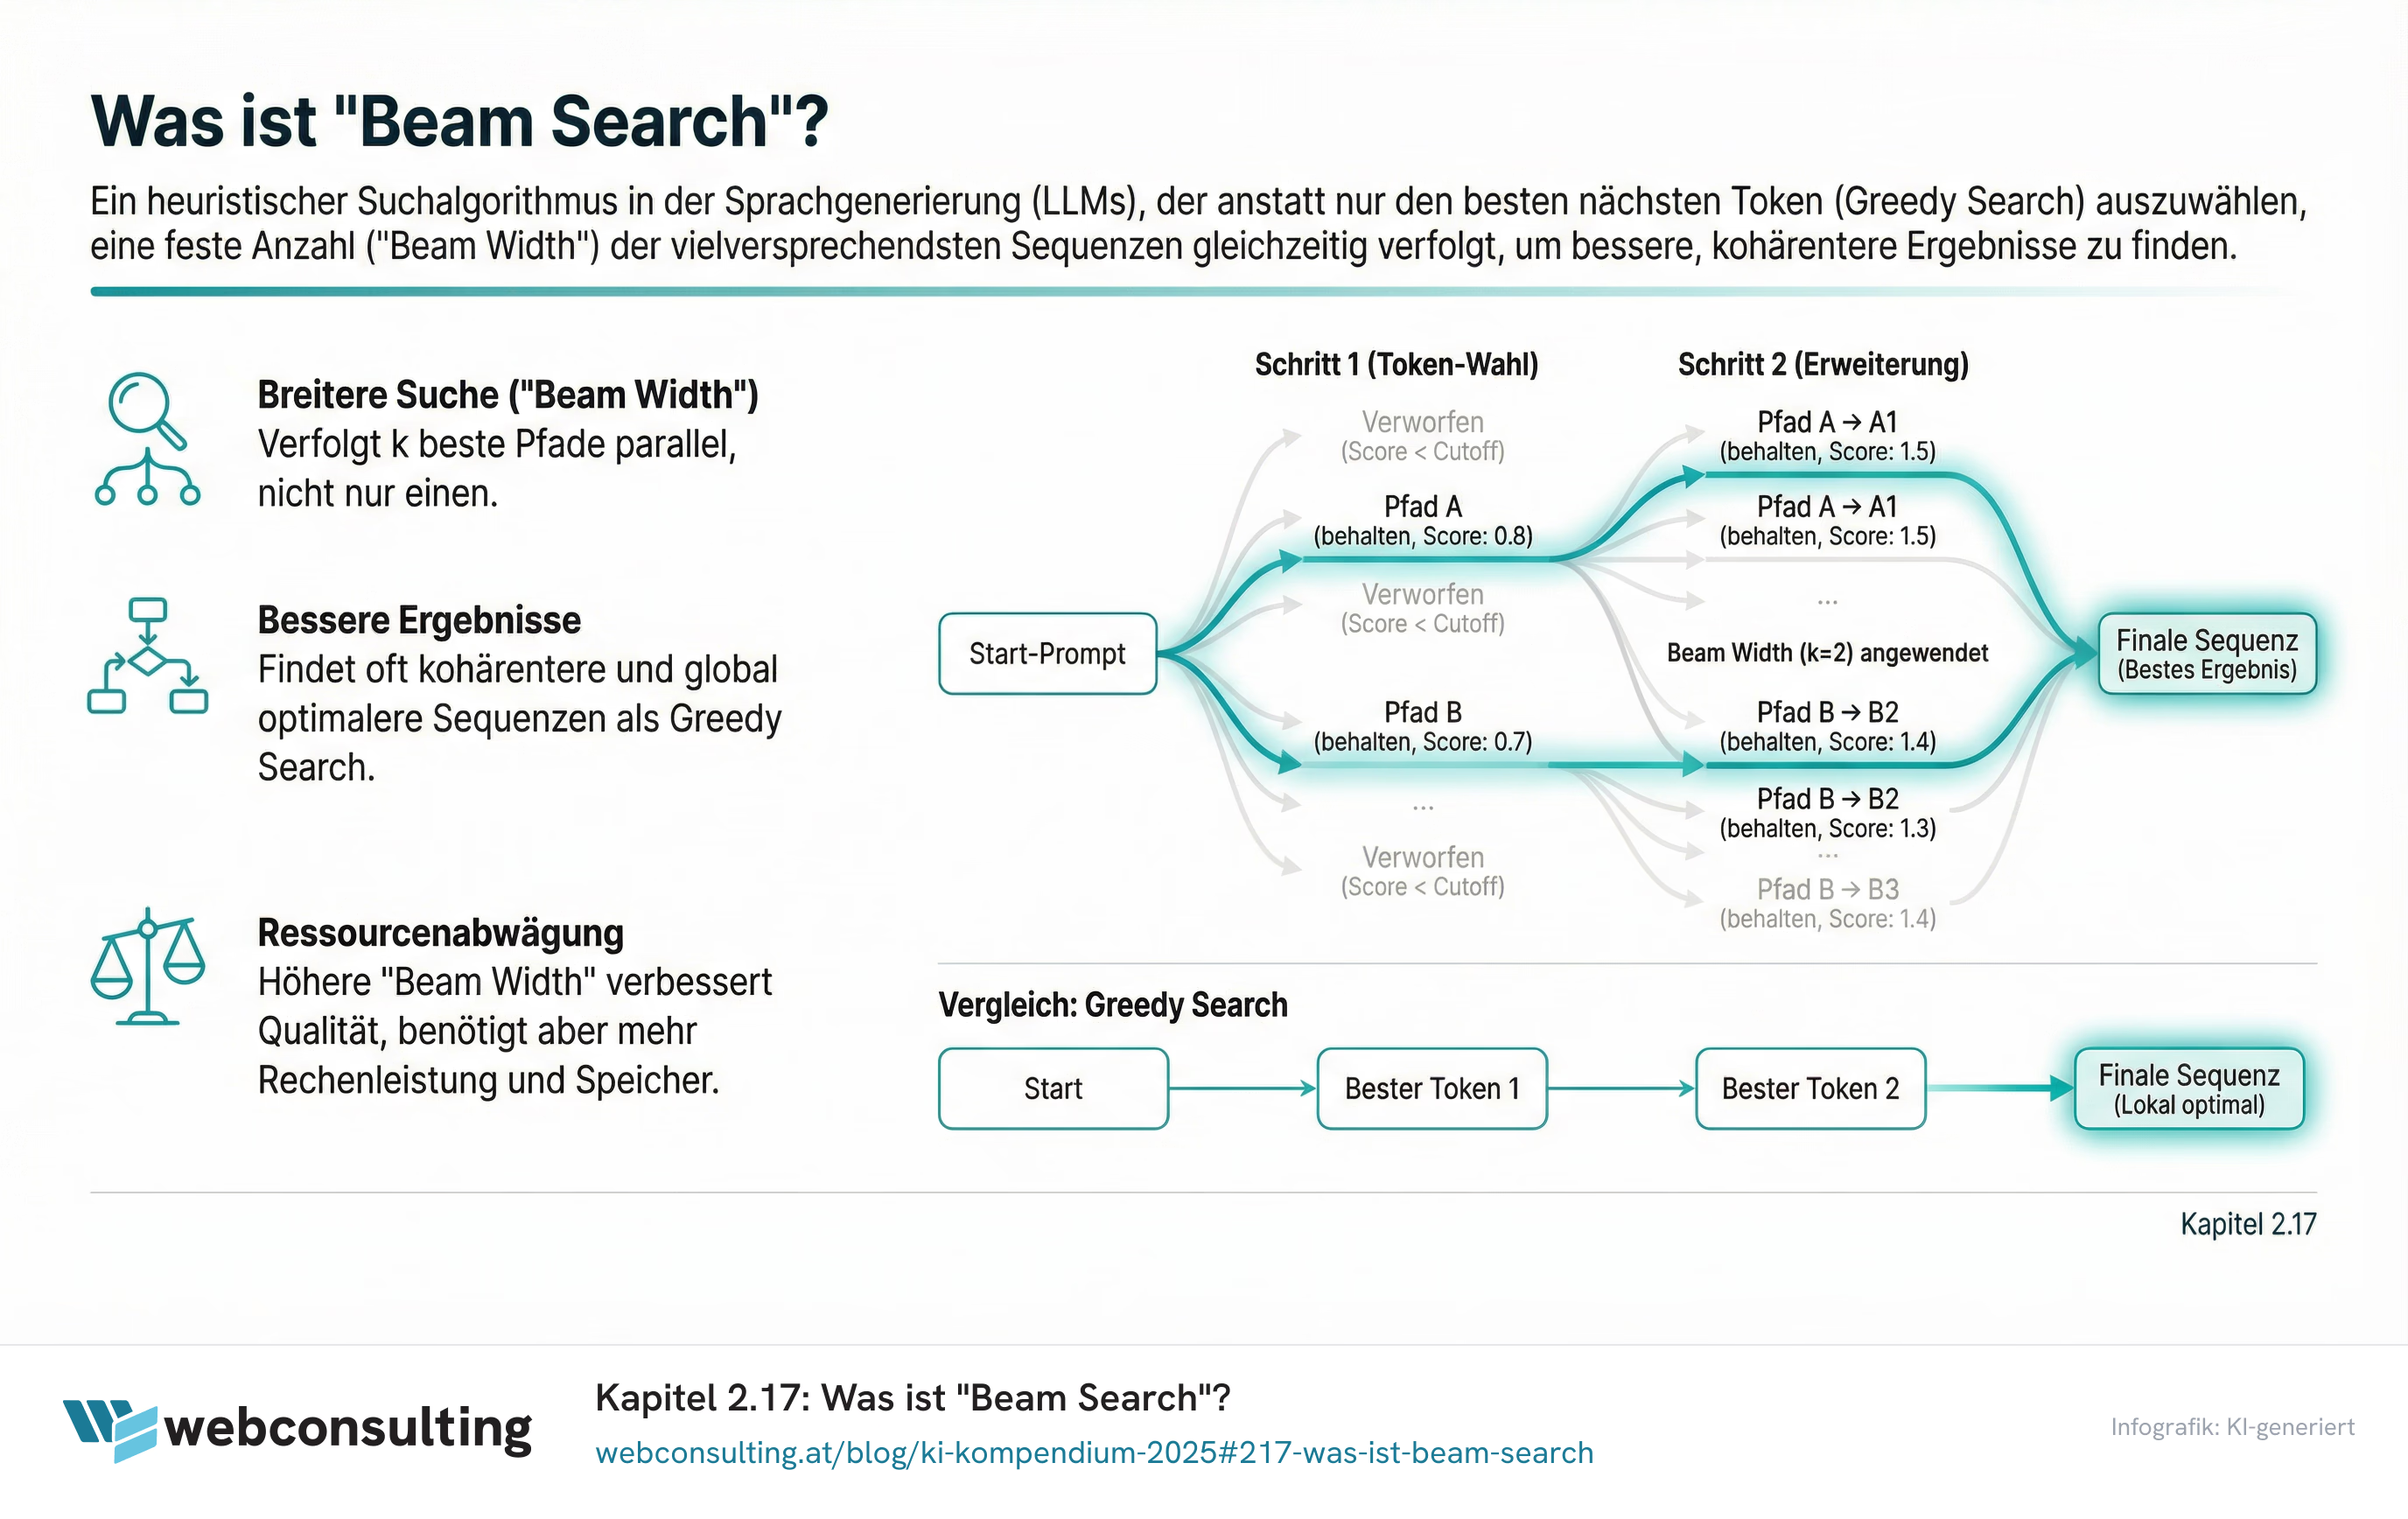 Was ist "Beam Search"?
Ein heuristischer Suchalgorithmus in der Sprachgenerierung (LLMs), der anstatt nur den besten nächsten Token (Greedy Search) auszuwählen,
eine feste Anzahl ("Beam Width") der vielversprechendsten Sequenzen gleichzeitig verfolgt, um bessere, kohärentere Ergebnisse zu finden.
Breitere Suche ("Beam Width")
Verfolgt k beste Pfade parallel,
nicht nur einen.
Bessere Ergebnisse
Findet oft kohärentere und global
optimalere Sequenzen als Greedy
Search.
Ressourcenabwägung
Höhere "Beam Width" verbessert
Qualität, benötigt aber mehr
Rechenleistung und Speicher.
Start-Prompt
Schritt 1 (Token-Wahl)
Verworfen
(Score < Cutoff)
Pfad A
(behalten, Score: 0.8)
Verworfen
(Score < Cutoff)
Pfad B
(behalten, Score: 0.7)
...
Verworfen
(Score < Cutoff)
Schritt 2 (Erweiterung)
Pfad A → A1
(behalten, Score: 1.5)
Pfad A → A1
(behalten, Score: 1.5)
...
Beam Width (k=2) angewendet
Pfad B → B2
(behalten, Score: 1.4)
Pfad B → B2
(behalten, Score: 1.3)
...
Pfad B → B3
(behalten, Score: 1.4)
Finale Sequenz
(Bestes Ergebnis)
Vergleich: Greedy Search
Start
Bester Token 1
Bester Token 2
Finale Sequenz
(Lokal optimal)
Kapitel 2.17
webconsulting
Kapitel 2.17: Was ist "Beam Search"?
webconsulting.at/blog/ki-kompendium-2025#217-was-ist-beam-search
Infografik: KI-generiert